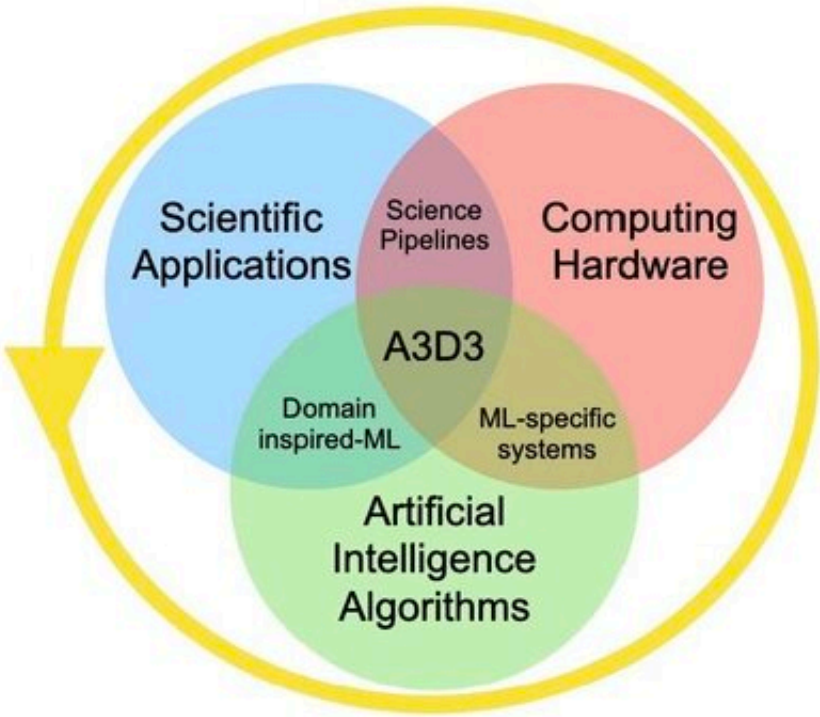 Scientific
Applications
Science
Pipelines
Computing
Hardware
A3D3
Domain
inspired-ML
ML-specific
systems
Artificial
Intelligence
Algorithms